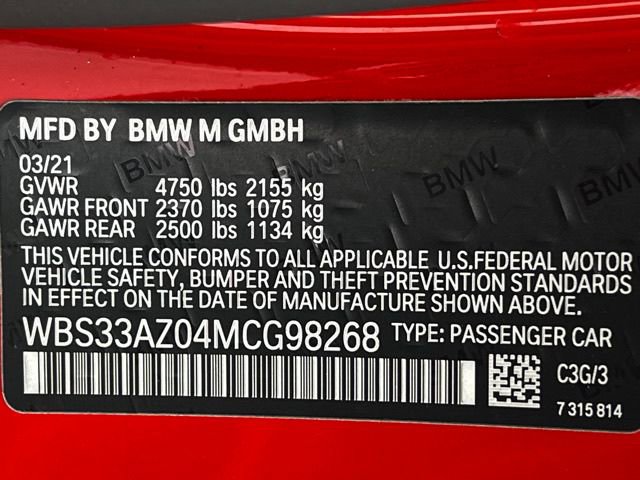 MFD BY BMW M GMBH
03/21
GVWR 4750 lbs 2155 kg
GAWR FRONT 2370 lbs 1075 kg
GAWR REAR 2500 lbs 1134 kg
THIS VEHICLE CONFORMS TO ALL APPLICABLE U.S.FEDERAL MOTOR
VEHICLE SAFETY, BUMPER AND THEFT PREVENTION STANDARDS
IN EFFECT ON THE DATE OF MANUFACTURE SHOWN ABOVE.
WBS33AZ04MCG98268 TYPE: PASSENGER CAR
C3G/3
7 315 814
BMW
BMW